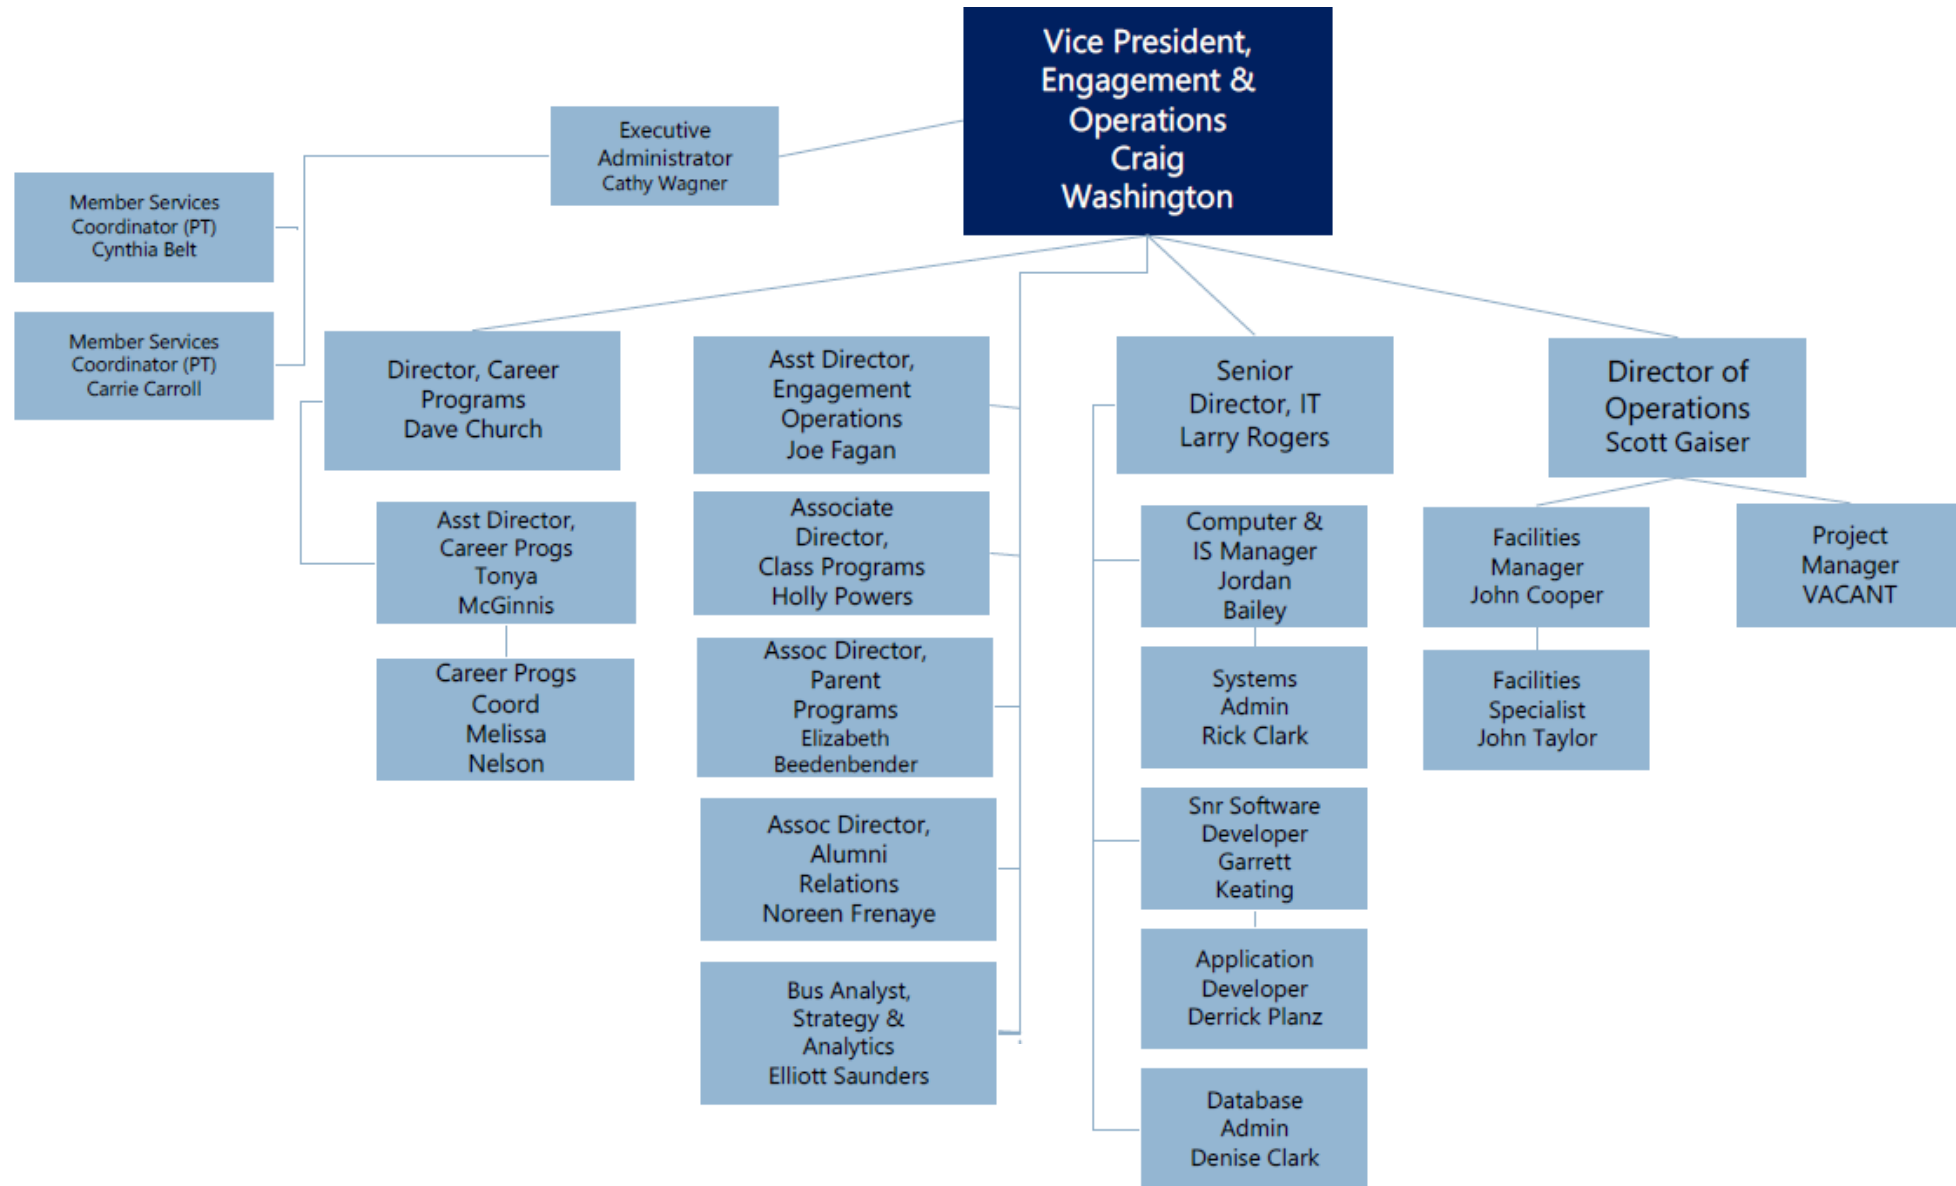 Vice President,
Engagement &
Operations
Craig
Washington
Executive
Administrator
Cathy Wagner
Member Services
Coordinator (PT)
Cynthia Belt
Member Services
Coordinator (PT)
Carrie Carroll
Director, Career
Programs
Dave Church
Asst Director,
Career Progs
Tonya
McGinnis
Career Progs
Coord
Melissa
Nelson
Asst Director,
Engagement
Operations
Joe Fagan
Associate
Director,
Class Programs
Holly Powers
Assoc Director,
Parent
Programs
Elizabeth
Beedenbender
Assoc Director,
Alumni
Relations
Noreen Frenaye
Bus Analyst,
Strategy &
Analytics
Elliott Saunders
Senior
Director, IT
Larry Rogers
Computer &
IS Manager
Jordan
Bailey
Systems
Admin
Rick Clark
Snr Software
Developer
Garrett
Keating
Application
Developer
Derrick Planz
Database
Admin
Denise Clark
Director of
Operations
Scott Gaiser
Facilities
Manager
John Cooper
Facilities
Specialist
John Taylor
Project
Manager
VACANT